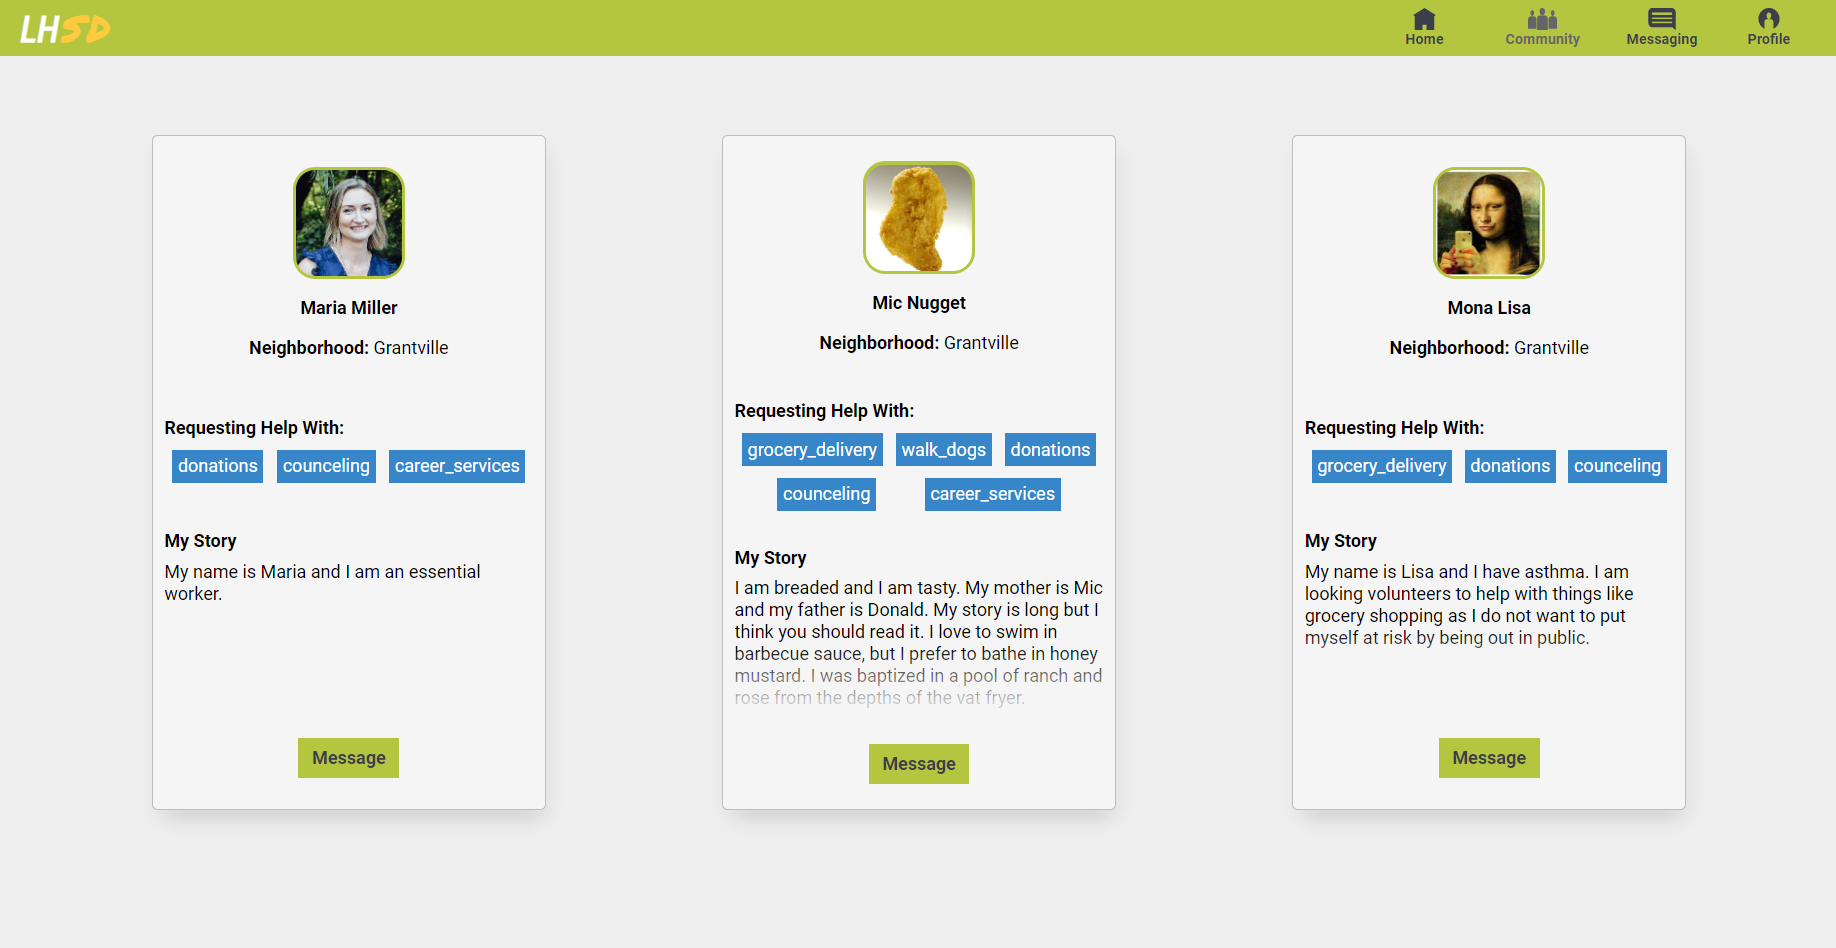 LHSD
Home
Community
Messaging
Profile
Maria Miller
Neighborhood: Grantville
Requesting Help With:
donations
counceling
career_services
My Story
My name is Maria and I am an essential
worker.
Message
Mic Nugget
Neighborhood: Grantville
Requesting Help With:
grocery_delivery
walk_dogs
donations
counceling
career_services
My Story
I am breaded and I am tasty. My mother is Mic
and my father is Donald. My story is long but I
think you should read it. I love to swim in
barbecue sauce, but I prefer to bathe in honey
mustard. I was baptized in a pool of ranch and
rose from the depths of the vat fryer.
Message
Mona Lisa
Neighborhood: Grantville
Requesting Help With:
grocery_delivery
donations
counceling
My Story
My name is Lisa and I have asthma. I am
looking volunteers to help with things like
grocery shopping as I do not want to put
myself at risk by being out in public.
Message